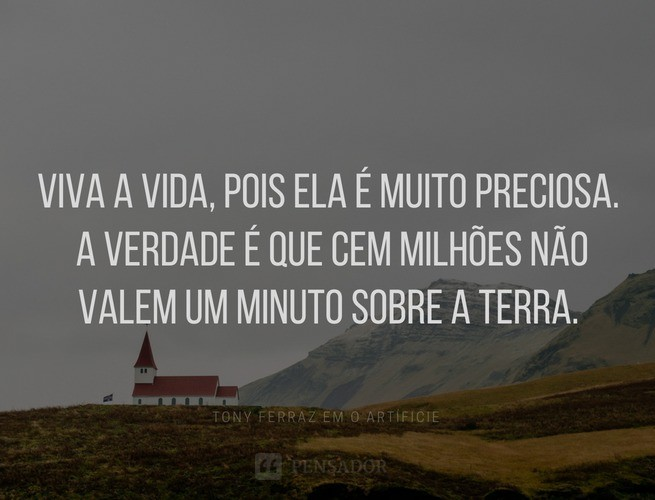 VIVA A VIDA, POIS ELA É MUITO PRECIOSA.
A VERDADE É QUE CEM MILHÕES NÃO
VALEM UM MINUTO SOBRE A TERRA.
TONY FERRAZ EM O ARTIFÍCIE
PENSADOR